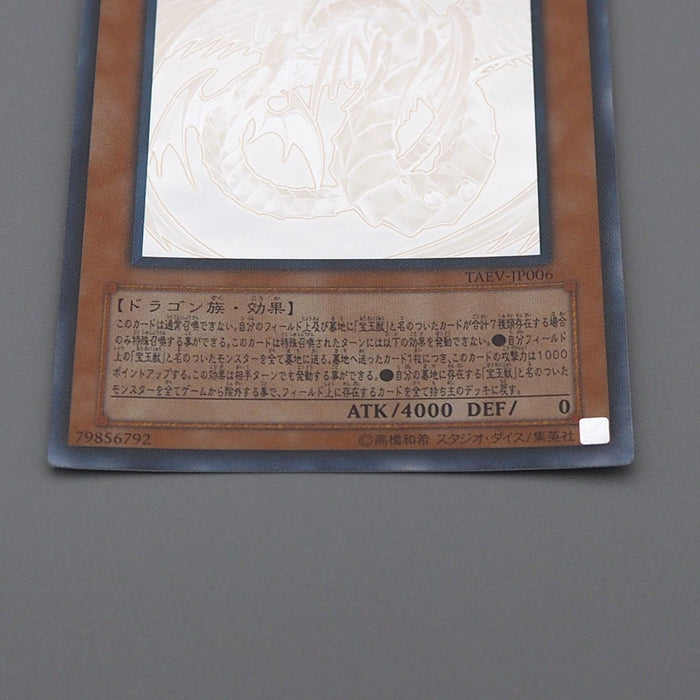 TAEV-JP006
【ドラゴン族・効果】
このカードは通常召喚できない。自分のフィールド上及び墓地に「宝玉獣」と名のついたカードが合計7種類存在する場合
のみ特殊召喚する事ができる。このカードは特殊召喚されたターンには以下の効果を発動できない。●自分フィールド
上の「宝玉獣」と名のついたモンスターを全て墓地に送る。墓地へ送ったカード1枚につき、このカードの攻撃力は1000
ポイントアップする。この効果は相手ターンでも発動する事ができる。●自分の墓地に存在する「宝玉獣」と名のついた
モンスターを全てゲームから除外する事で、フィールド上に存在するカードを全て持ち主のデッキに戻す。
ATK/4000 DEF/ 0
79856792 ©高橋和希 スタジオ・ダイス/集英社